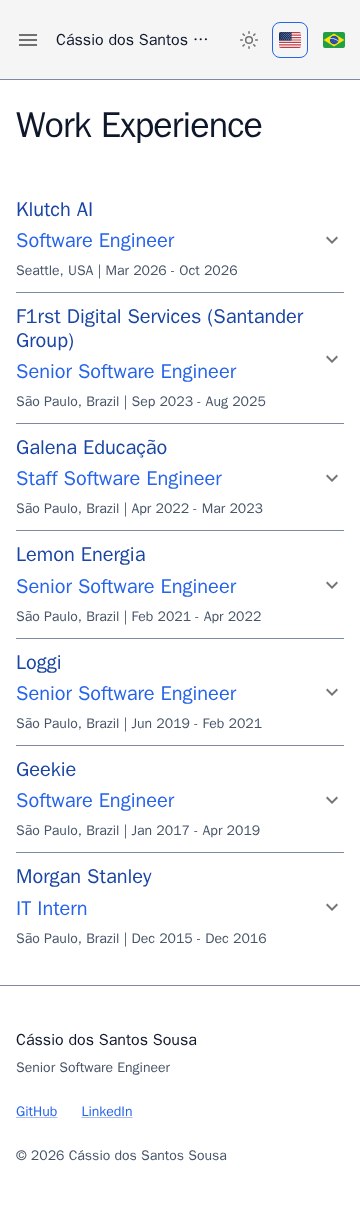 Cássio dos Santos ···
Work Experience
Klutch AI
Software Engineer
Seattle, USA | Mar 2026 - Oct 2026
F1rst Digital Services (Santander
Group)
Senior Software Engineer
São Paulo, Brazil | Sep 2023 - Aug 2025
Galena Educação
Staff Software Engineer
São Paulo, Brazil | Apr 2022 - Mar 2023
Lemon Energia
Senior Software Engineer
São Paulo, Brazil | Feb 2021 - Apr 2022
Loggi
Senior Software Engineer
São Paulo, Brazil | Jun 2019 - Feb 2021
Geekie
Software Engineer
São Paulo, Brazil | Jan 2017 - Apr 2019
Morgan Stanley
IT Intern
São Paulo, Brazil | Dec 2015 - Dec 2016
Cássio dos Santos Sousa
Senior Software Engineer
GitHub LinkedIn
© 2026 Cássio dos Santos Sousa